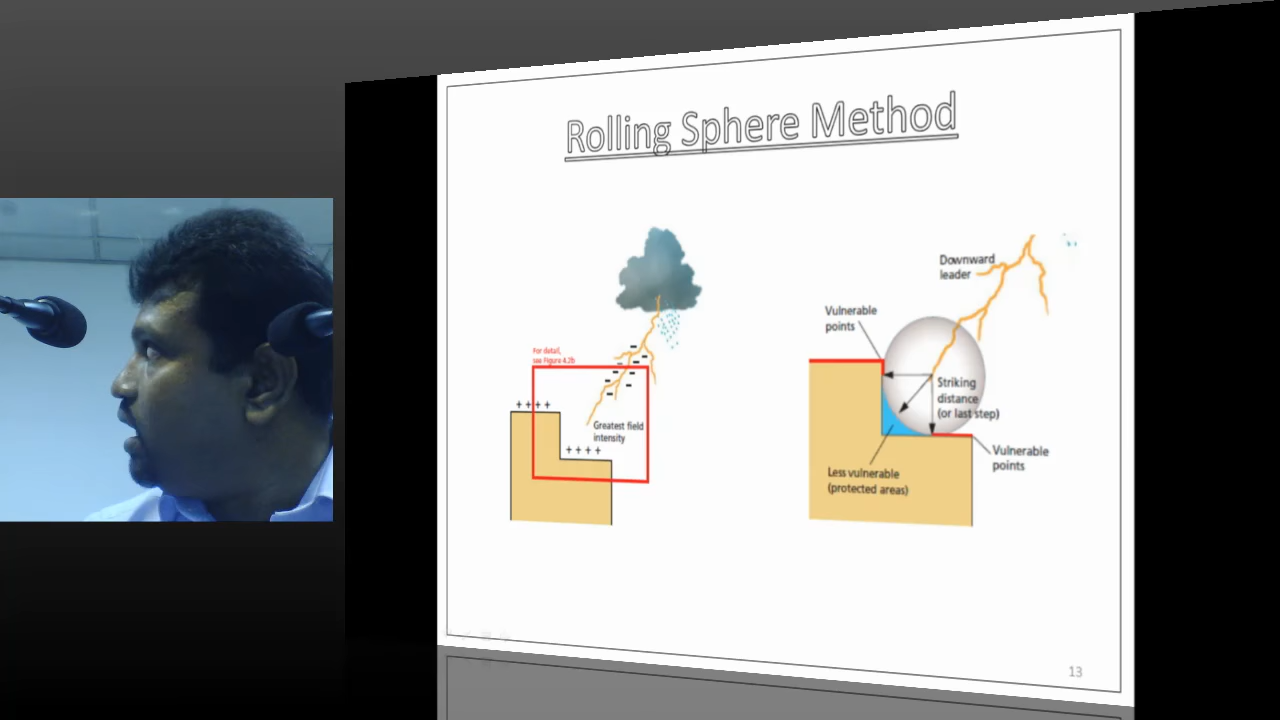 Rolling Sphere Method
For detail,
see Figure 4.2b
+ + + +
Greatest field
intensity
+ + + +
Downward
leader
Vulnerable
points
Striking
distance
(or last step)
Vulnerable
points
Less vulnerable
(protected areas)
13